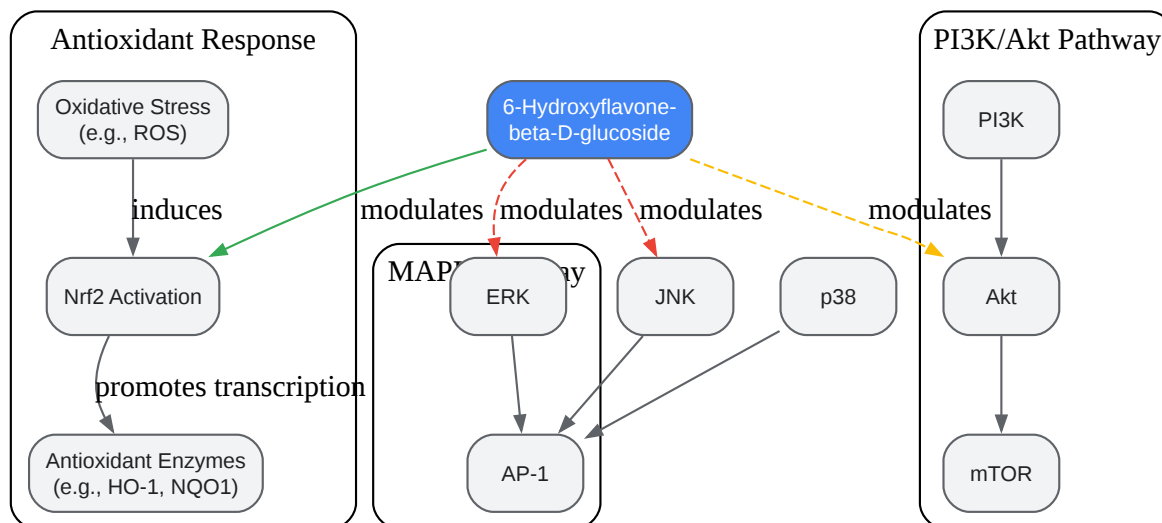 Antioxidant Response
PI3K/Akt Pathway
Oxidative Stress
(e.g., ROS)
6-Hydroxyflavone-
beta-D-glucoside
PI3K
induces
modulates
modulates
modulates
modulates
Nrf2 Activation
ERK
JNK
p38
Akt
promotes transcription
Antioxidant Enzymes
(e.g., HO-1, NQO1)
AP-1
mTOR